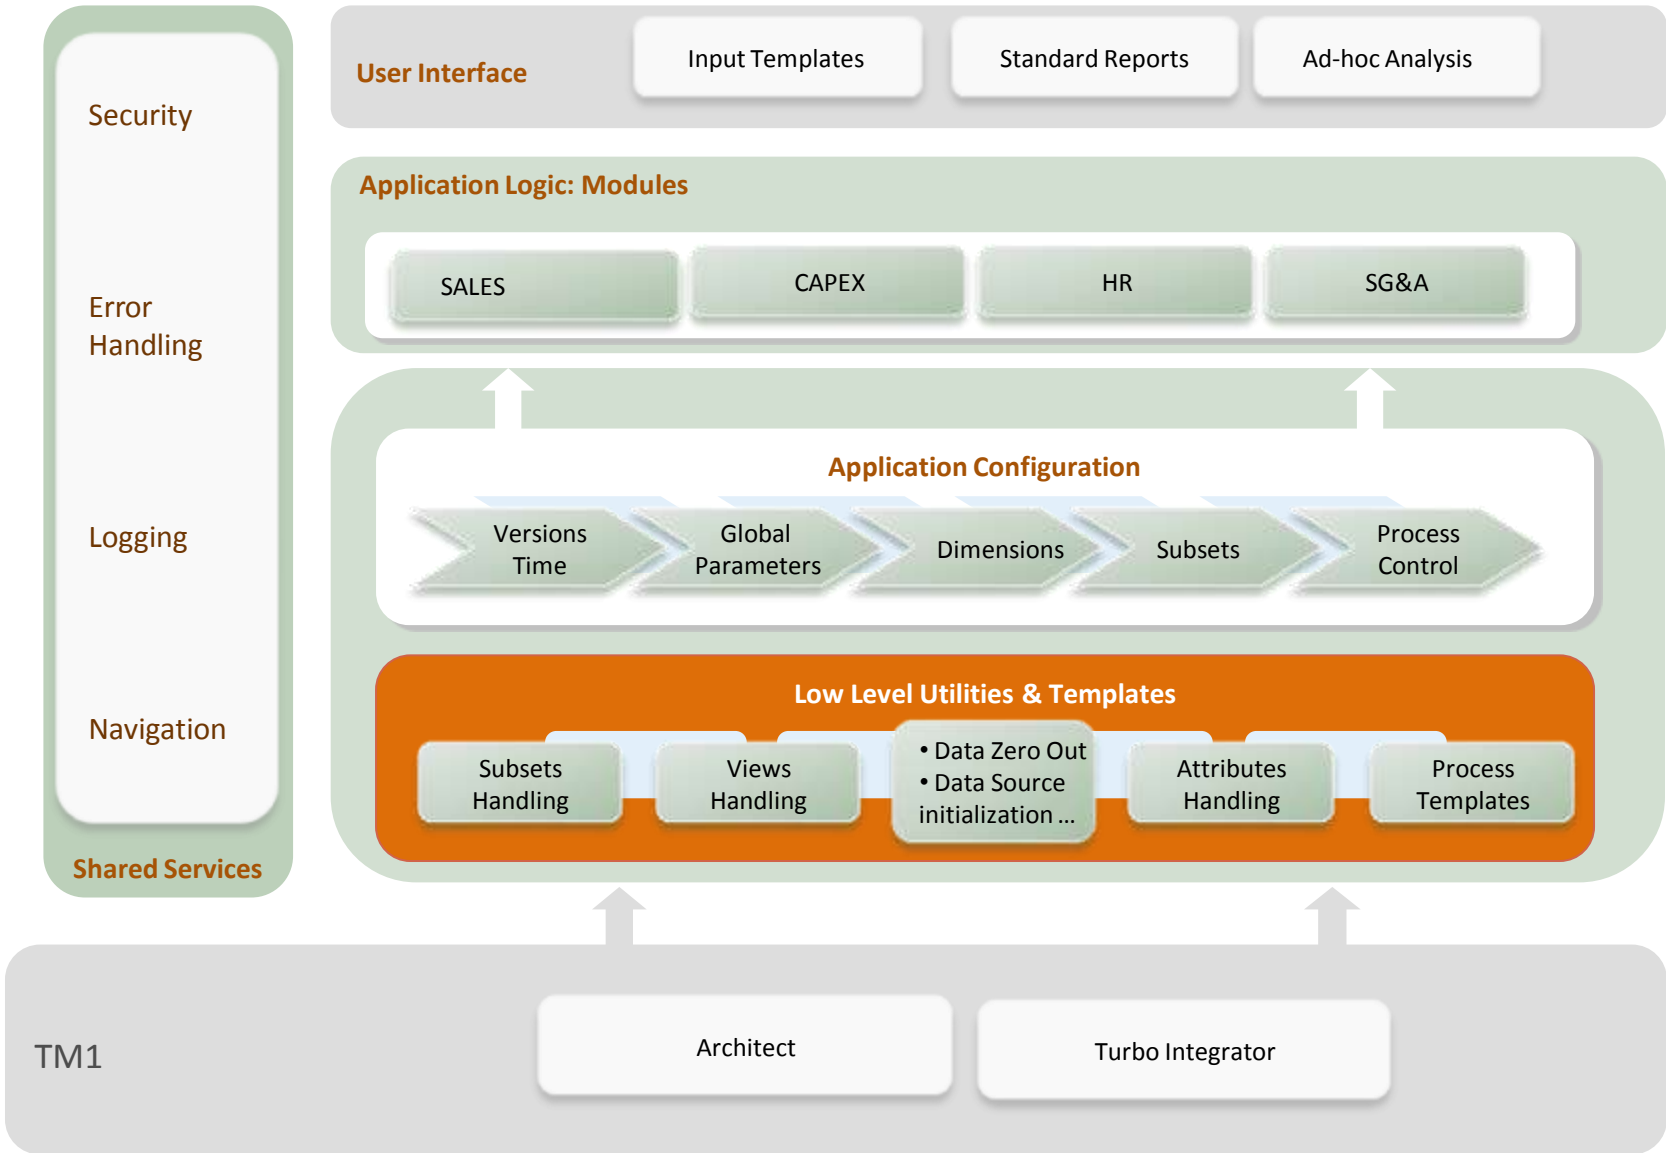 Security
Error
Handling
Logging
Navigation
Shared Services
User Interface
Input Templates
Standard Reports
Ad-hoc Analysis
Application Logic: Modules
SALES
CAPEX
HR
SG&A
Application Configuration
Versions
Time
Global
Parameters
Dimensions
Subsets
Process
Control
Low Level Utilities & Templates
Subsets
Handling
Views
Handling
• Data Zero Out
• Data Source
initialization ...
Attributes
Handling
Process
Templates
TM1
Architect
Turbo Integrator